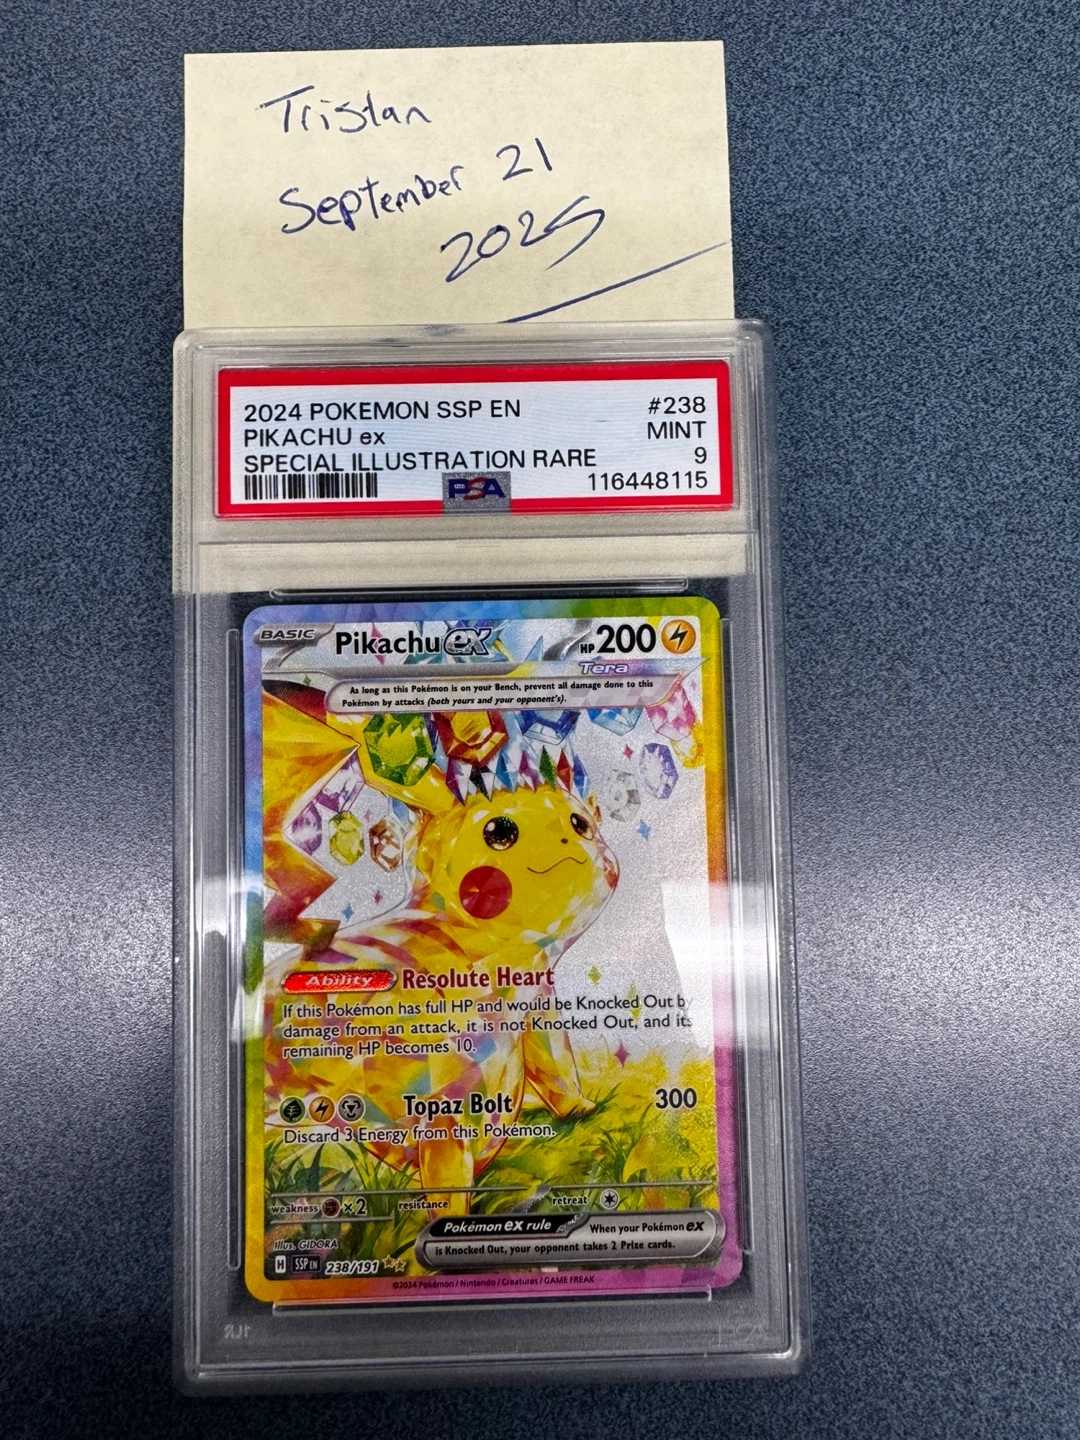 Tristan
September 21
2025
2024 POKEMON SSP EN #238
PIKACHU ex MINT
SPECIAL ILLUSTRATION RARE 9
PSA 116448115
BASIC Pikachu ex HP 200
Tera
As long as this Pokémon is on your Bench, prevent all damage done to this
Pokémon by attacks (both yours and your opponent's).
Ability Resolute Heart
If this Pokémon has full HP and would be Knocked Out by
damage from an attack, it is not Knocked Out, and its
remaining HP becomes 10.
Topaz Bolt 300
Discard 3 Energy from this Pokémon.
weakness ×2 resistance retreat
Pokémon ex rule When your Pokémon ex
is Knocked Out, your opponent takes 2 Prize cards.
Illus. GIDORA
H SSP EN 238/191
©2024 Pokémon / Nintendo / Creatures / GAME FREAK